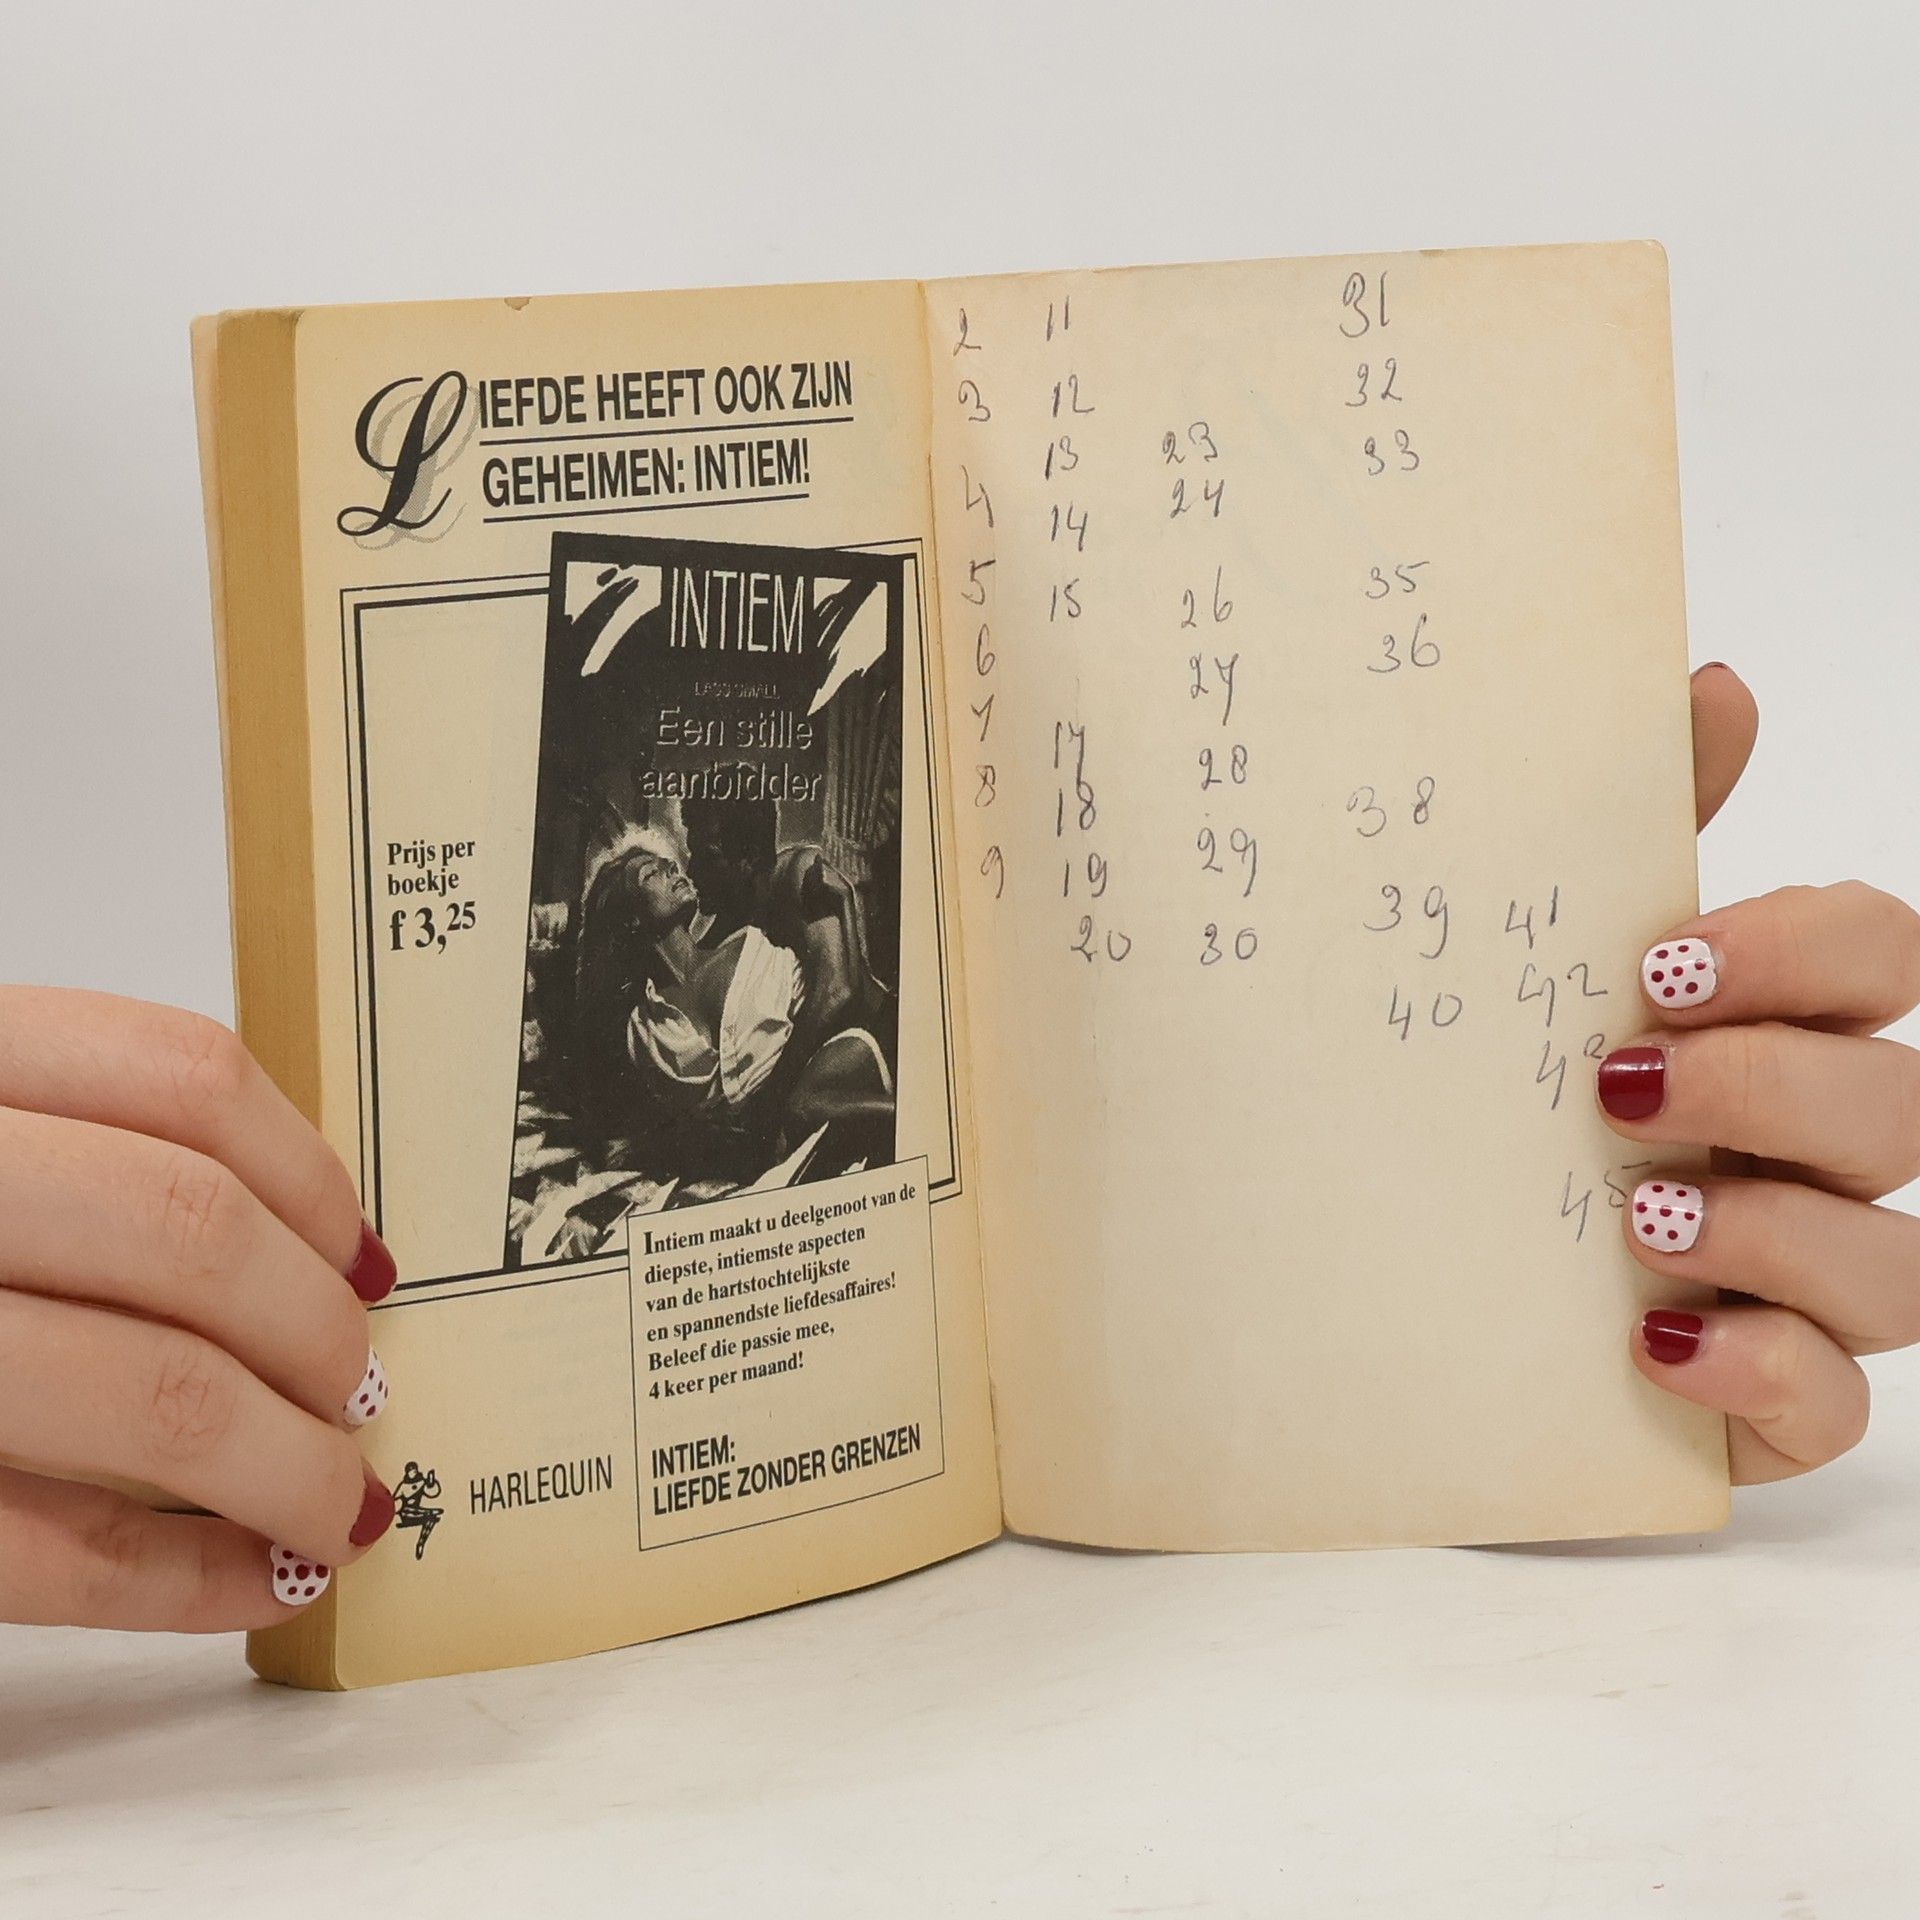 LIEFDE HEEFT OOK ZIJN
GEHEIMEN: INTIEM!
INTIEM
LASS SMALL
Een stille
aanbidder
Prijs per
boekje
f 3,25
Intiem maakt u deelgenoot van de
diepste, intiemste aspecten
van de hartstochtelijkste
en spannendste liefdesaffaires!
Beleef die passie mee,
4 keer per maand!
HARLEQUIN
INTIEM:
LIEFDE ZONDER GRENZEN
2
3
4
5
6
7
8
9
11
12
13
14
15
17
18
19
20
23
24
26
27
28
29
30
31
32
33
35
36
38
39
40
41
42
43
45